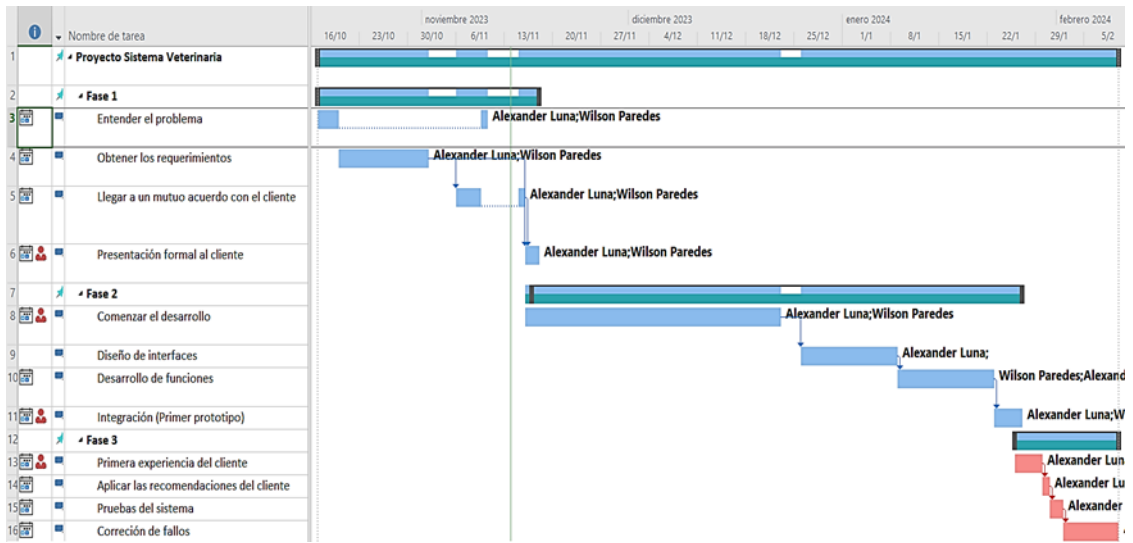 noviembre 2023 diciembre 2023 enero 2024 febrero 2024
Nombre de tarea 16/10 23/10 30/10 6/11 13/11 20/11 27/11 4/12 11/12 18/12 25/12 1/1 8/1 15/1 22/1 29/1 5/2
1 Proyecto Sistema Veterinaria
2 Fase 1
3 Entender el problema Alexander Luna;Wilson Paredes
4 Obtener los requerimientos Alexander Luna;Wilson Paredes
5 Llegar a un mutuo acuerdo con el cliente Alexander Luna;Wilson Paredes
6 Presentación formal al cliente Alexander Luna;Wilson Paredes
7 Fase 2
8 Comenzar el desarrollo Alexander Luna;Wilson Paredes
9 Diseño de interfaces Alexander Luna;
10 Desarrollo de funciones Wilson Paredes;Alexand
11 Integración (Primer prototipo) Alexander Luna;W
12 Fase 3
13 Primera experiencia del cliente Alexander Lun
14 Aplicar las recomendaciones del cliente Alexander Lu
15 Pruebas del sistema Alexander
16 Correción de fallos